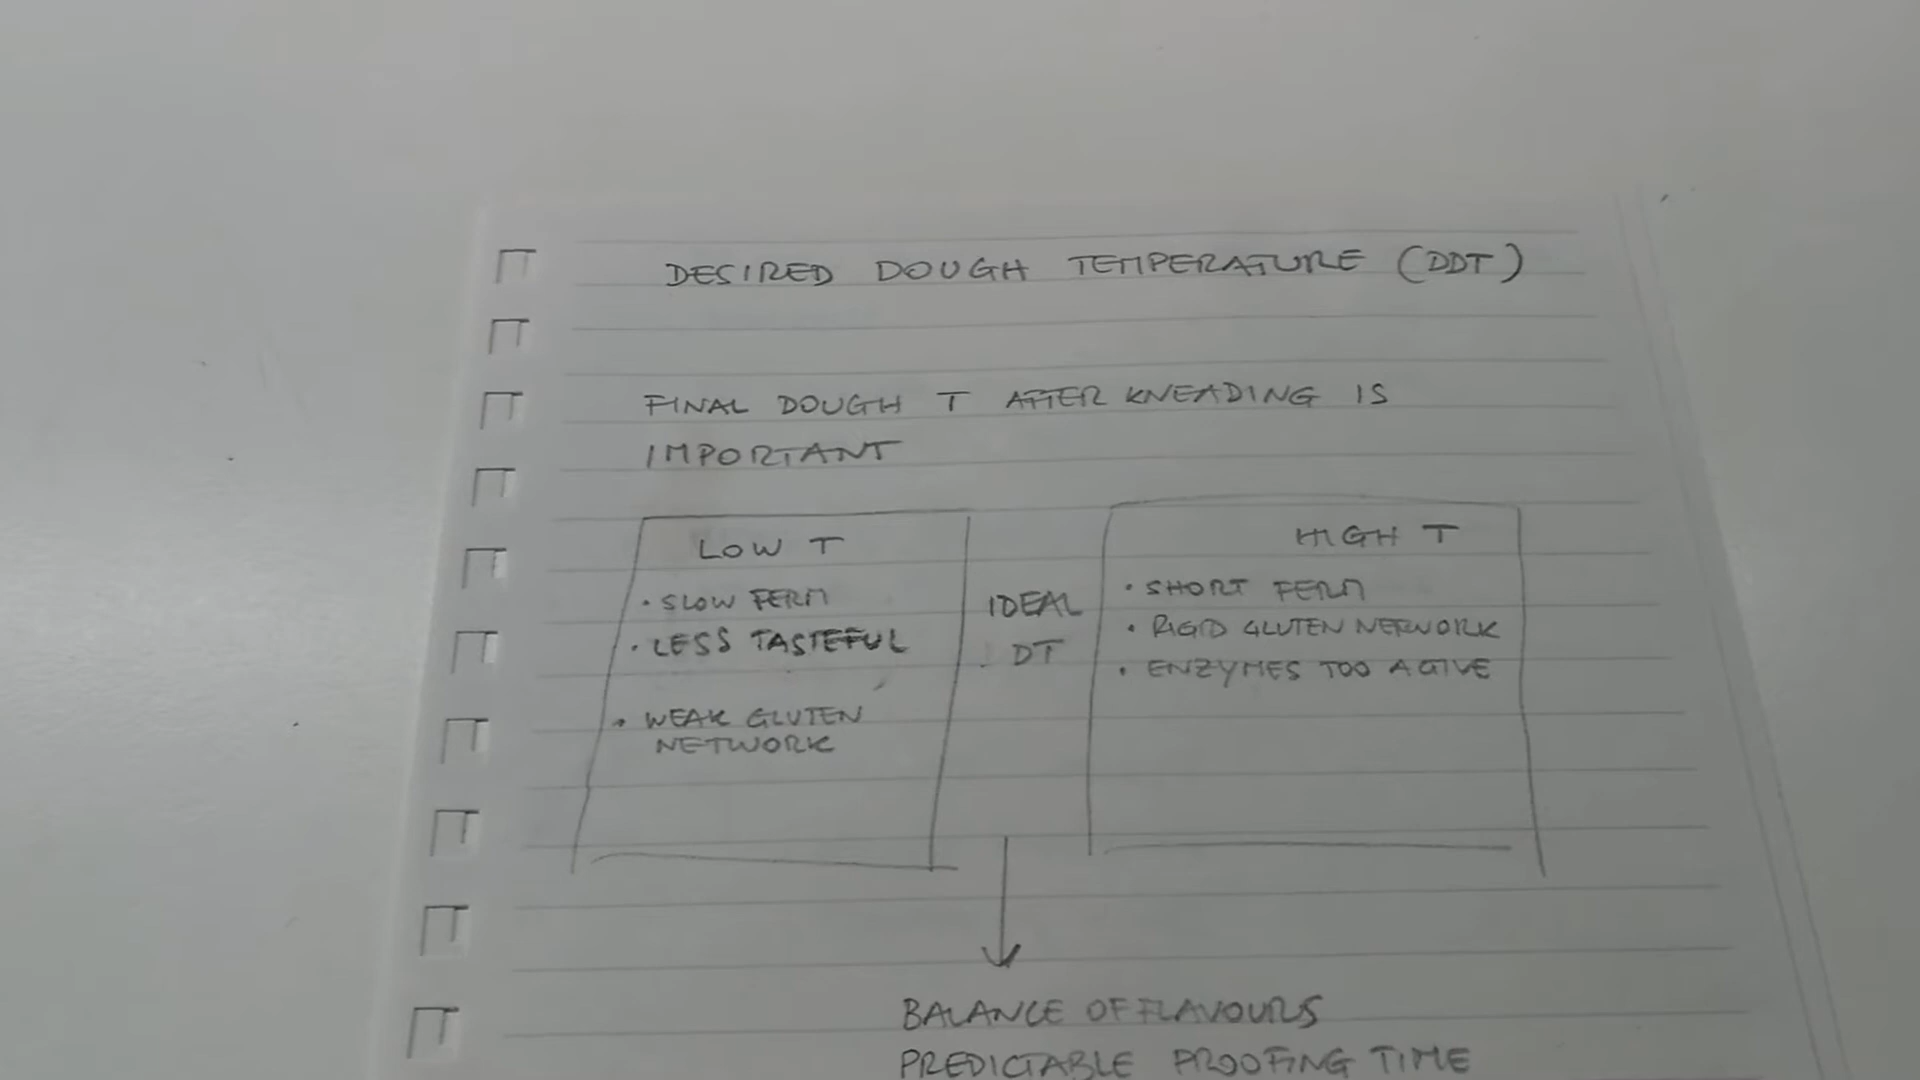 DESIRED DOUGH TEMPERATURE (DDT)
FINAL DOUGH T AFTER KNEADING IS
IMPORTANT
LOW T
• SLOW FERM
• LESS TASTEFUL
• WEAK GLUTEN
NETWORK
IDEAL
DT
HIGH T
• SHORT FERM
• RIGID GLUTEN NETWORK
• ENZYMES TOO ACTIVE
BALANCE OF FLAVOURS
PREDICTABLE PROOFING TIME